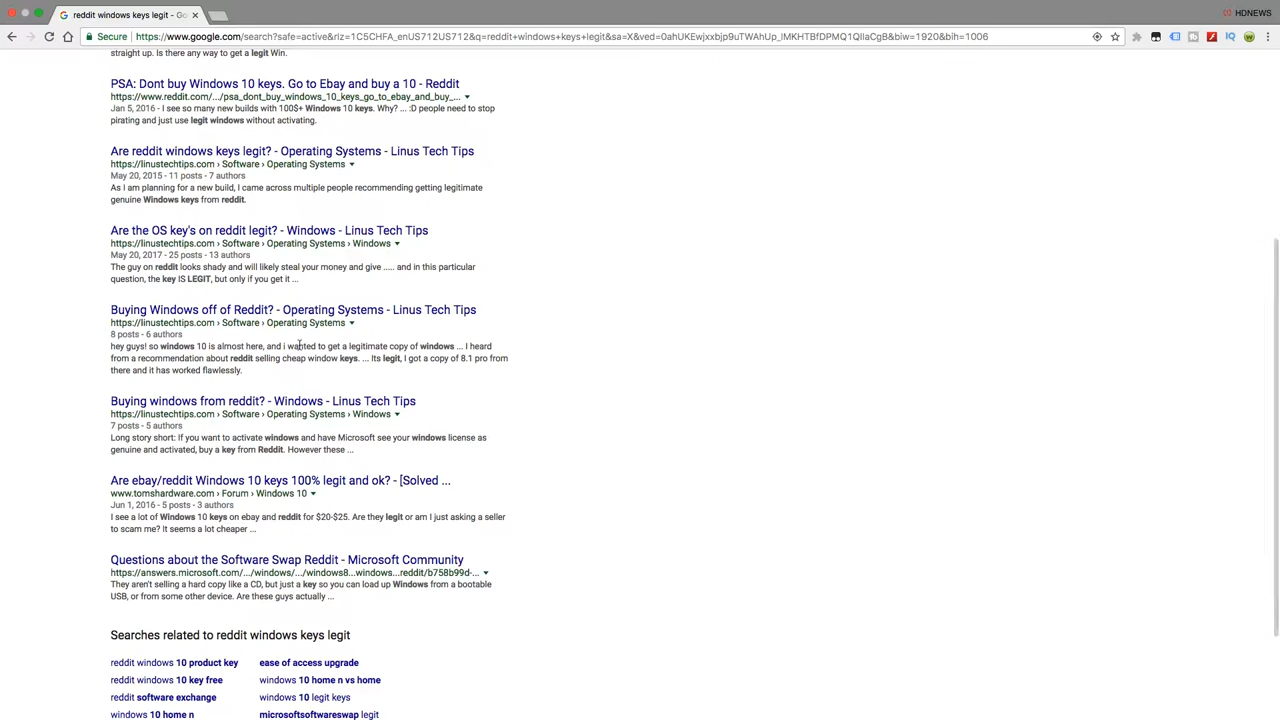 reddit windows keys legit - Go
HDNEWS
Secure https://www.google.com/search?safe=active&rlz=1C5CHFA_enUS712US712&q=reddit+windows+keys+legit&sa=X&ved=0ahUKEwjxxbjp9uTWAhUp_IMKHTBfDPMQ1QIIaCgB&biw=1920&bih=1006
straight up. Is there any way to get a legit Win.
PSA: Dont buy Windows 10 keys. Go to Ebay and buy a 10 - Reddit
https://www.reddit.com/.../psa_dont_buy_windows_10_keys_go_to_ebay_and_buy_...
Jan 5, 2016 - I see so many new builds with 100$+ Windows 10 keys. Why? ... :D people need to stop
pirating and just use legit windows without activating.
Are reddit windows keys legit? - Operating Systems - Linus Tech Tips
https://linustechtips.com › Software › Operating Systems
May 20, 2015 - 11 posts - 7 authors
As I am planning for a new build, I came across multiple people recommending getting legitimate
genuine Windows keys from reddit.
Are the OS key's on reddit legit? - Windows - Linus Tech Tips
https://linustechtips.com › Software › Operating Systems › Windows
May 20, 2017 - 25 posts - 13 authors
The guy on reddit looks shady and will likely steal your money and give ..... and in this particular
question, the key IS LEGIT, but only if you get it ...
Buying Windows off of Reddit? - Operating Systems - Linus Tech Tips
https://linustechtips.com › Software › Operating Systems
8 posts - 6 authors
hey guys! so windows 10 is almost here, and i wanted to get a legitimate copy of windows ... I heard
from a recommendation about reddit selling cheap window keys. ... Its legit, I got a copy of 8.1 pro from
there and it has worked flawlessly.
Buying windows from reddit? - Windows - Linus Tech Tips
https://linustechtips.com › Software › Operating Systems › Windows
7 posts - 5 authors
Long story short: If you want to activate windows and have Microsoft see your windows license as
genuine and activated, buy a key from Reddit. However these ...
Are ebay/reddit Windows 10 keys 100% legit and ok? - [Solved ...
www.tomshardware.com › Forum › Windows 10
Jun 1, 2016 - 5 posts - 3 authors
I see a lot of Windows 10 keys on ebay and reddit for $20-$25. Are they legit or am I just asking a seller
to scam me? It seems a lot cheaper ...
Questions about the Software Swap Reddit - Microsoft Community
https://answers.microsoft.com/.../windows/.../windows8...windows...reddit/b758b99d-...
They aren't selling a hard copy like a CD, but just a key so you can load up Windows from a bootable
USB, or from some other device. Are these guys actually ...
Searches related to reddit windows keys legit
reddit windows 10 product key ease of access upgrade
reddit windows 10 key free windows 10 home n vs home
reddit software exchange windows 10 legit keys
windows 10 home n microsoftsoftwareswap legit